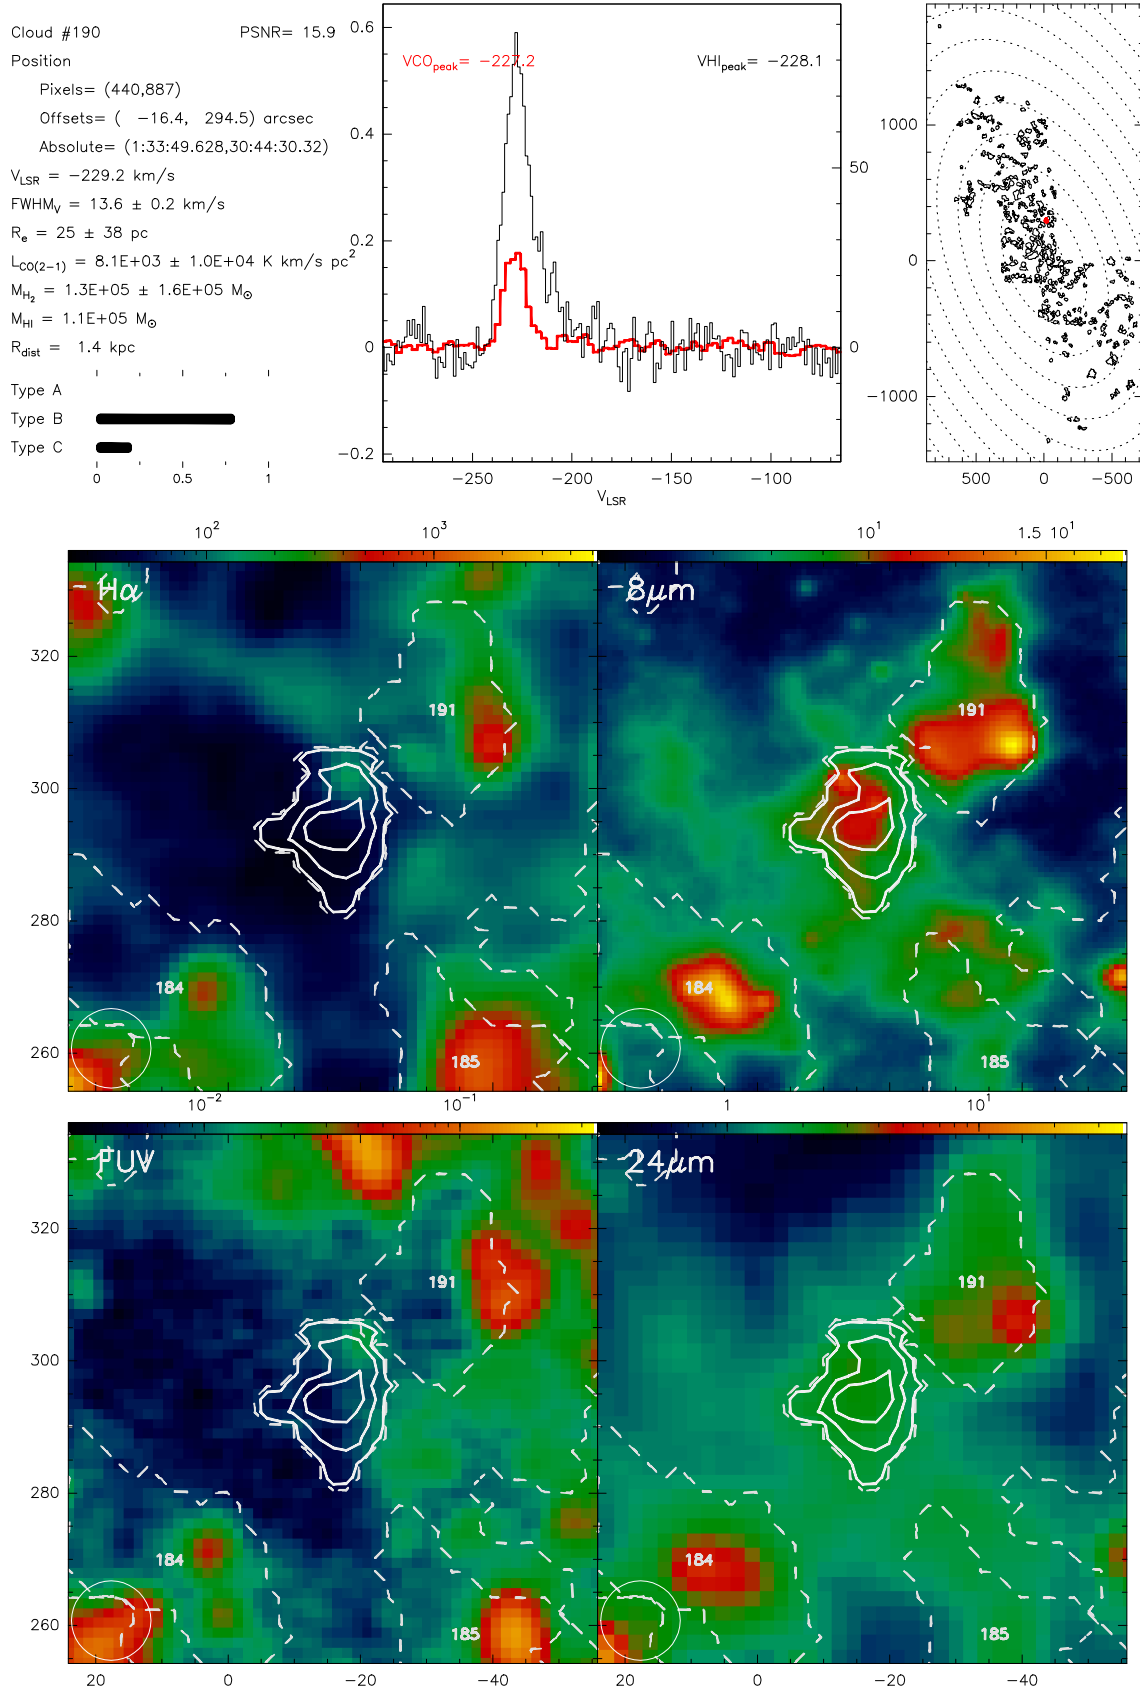 Cloud #190 PSNR= 15.9
Position
Pixels= (440,887)
Offsets= ( −16.4, 294.5) arcsec
Absolute= (1:33:49.628,30:44:30.32)
V_LSR = −229.2 km/s
FWHM_V = 13.6 ± 0.2 km/s
R_e = 25 ± 38 pc
L_CO(2−1) = 8.1E+03 ± 1.0E+04 K km/s pc²
M_H₂ = 1.3E+05 ± 1.6E+05 M⊙
M_HI = 1.1E+05 M⊙
R_dist = 1.4 kpc
Type A
Type B
Type C
0 0.5 1
VCO_peak= −227.2 VHI_peak= −228.1
0.6
0.4
0.2
0
−0.2
50
0
−250 −200 −150 −100
V_LSR
1000
0
−1000
500 0 −500
10² 10³ 10¹ 1.5 10¹
Hα
8μm
320
300
280
260
191
184
185
191
184
185
10⁻² 10⁻¹ 1 10¹
FUV
24μm
320
300
280
260
191
184
185
191
184
185
20 0 −20 −40 20 0 −20 −40